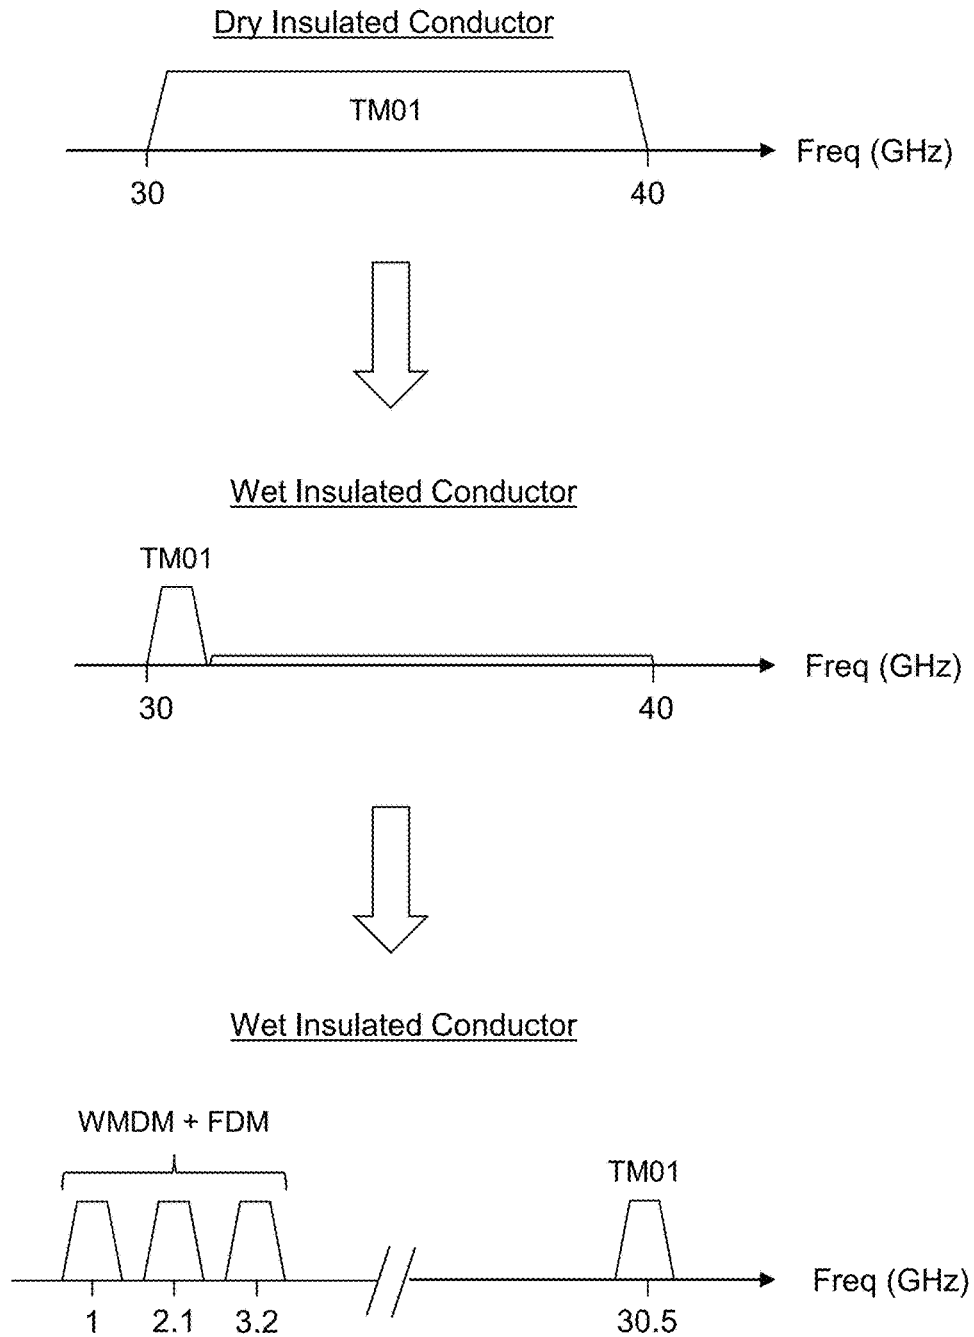 Dry Insulated Conductor
TM01
Freq (GHz)
30 40
Wet Insulated Conductor
TM01
Freq (GHz)
30 40
Wet Insulated Conductor
WMDM + FDM
TM01
Freq (GHz)
1 2.1 3.2 30.5